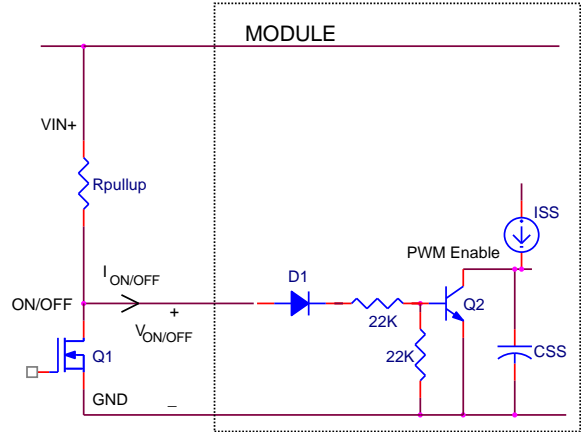 MODULE
VIN+
Rpullup
ISS
PWM Enable
I ON/OFF
D1
ON/OFF
+
22K
Q2
V ON/OFF
Q1
22K
CSS
GND
_